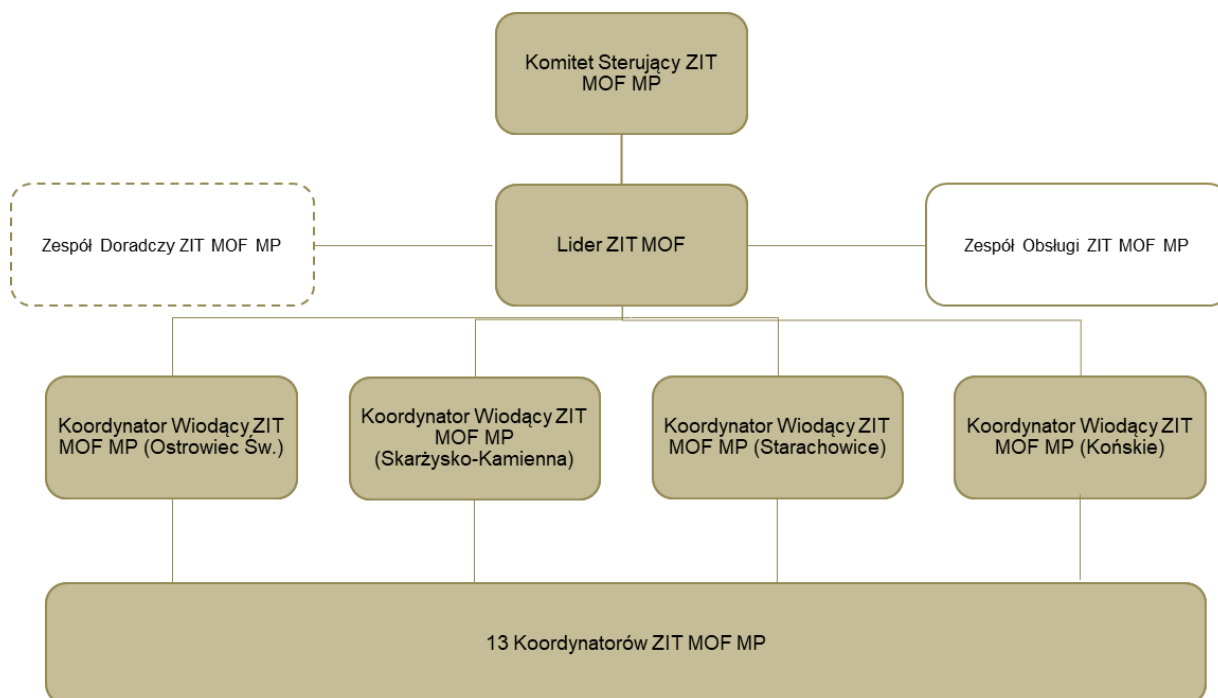 Komitet Sterujący ZIT
MOF MP
Zespół Doradczy ZIT MOF MP
Lider ZIT MOF
Zespół Obsługi ZIT MOF MP
Koordynator Wiodący ZIT
MOF MP (Ostrowiec Św.)
Koordynator Wiodący ZIT
MOF MP
(Skarżysko-Kamienna)
Koordynator Wiodący ZIT
MOF MP (Starachowice)
Koordynator Wiodący ZIT
MOF MP (Końskie)
13 Koordynatorów ZIT MOF MP